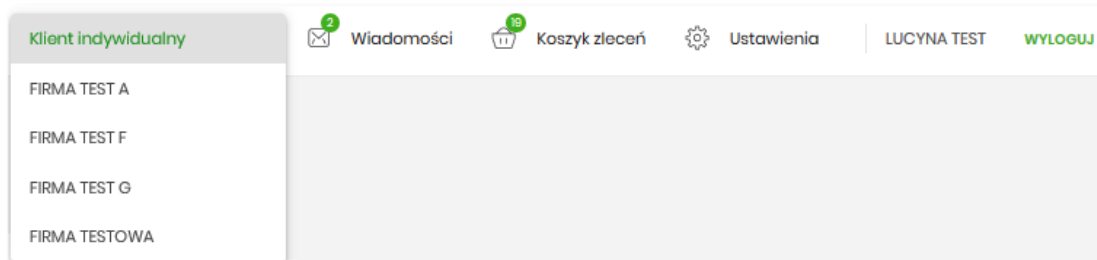 Klient indywidualny
2
Wiadomości
19
Koszyk zleceń
Ustawienia
LUCYNA TEST
WYLOGUJ
FIRMA TEST A
FIRMA TEST F
FIRMA TEST G
FIRMA TESTOWA